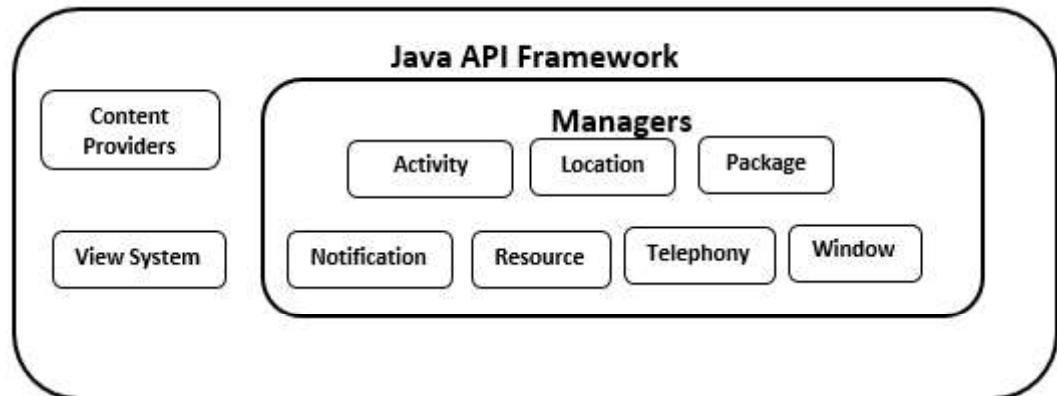 Java API Framework
Content
Providers
Managers
Activity
Location
Package
View System
Notification
Resource
Telephony
Window